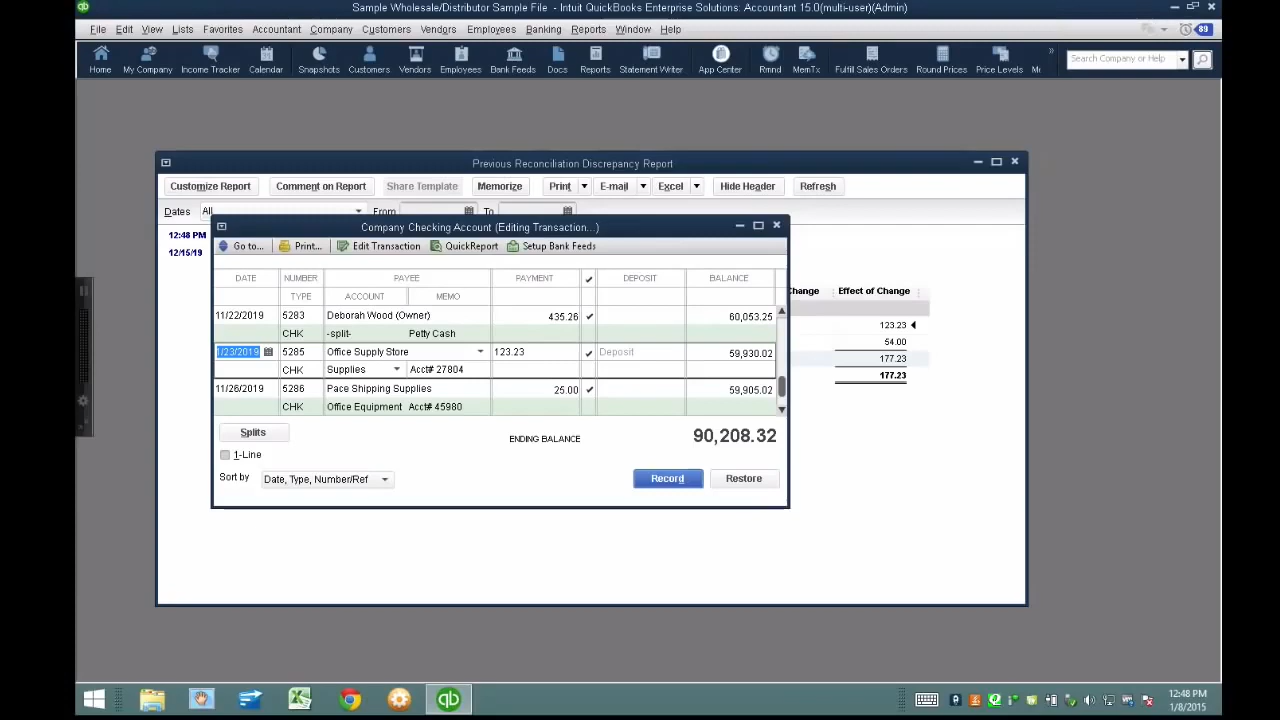 Sample Wholesale/Distributor Sample File - Intuit QuickBooks Enterprise Solutions: Accountant 15.0(multi-user)(Admin)
File Edit View Lists Favorites Accountant Company Customers Vendors Employees Banking Reports Window Help 89
Home My Company Income Tracker Calendar Snapshots Customers Vendors Employees Bank Feeds Docs Reports Statement Writer App Center Rmnd MemTx Fulfill Sales Orders Round Prices Price Levels Search Company or Help
Previous Reconciliation Discrepancy Report
Customize Report Comment on Report Share Template Memorize Print E-mail Excel Hide Header Refresh
Dates All From To
12:48 PM
12/15/19
Company Checking Account (Editing Transaction...)
Go to... Print... Edit Transaction QuickReport Setup Bank Feeds
DATE NUMBER PAYEE PAYMENT ✓ DEPOSIT BALANCE
TYPE ACCOUNT MEMO
11/22/2019 5283 Deborah Wood (Owner) 435.26 ✓ 60,053.25
CHK -split- Petty Cash
1/23/2019 5285 Office Supply Store 123.23 ✓ Deposit 59,930.02
CHK Supplies Acct# 27804
11/26/2019 5286 Pace Shipping Supplies 25.00 ✓ 59,905.02
CHK Office Equipment Acct# 45980
Splits ENDING BALANCE 90,208.32
1-Line
Sort by Date, Type, Number/Ref Record Restore
Change Effect of Change
123.23
54.00
177.23
177.23
qb
12:48 PM
1/8/2015